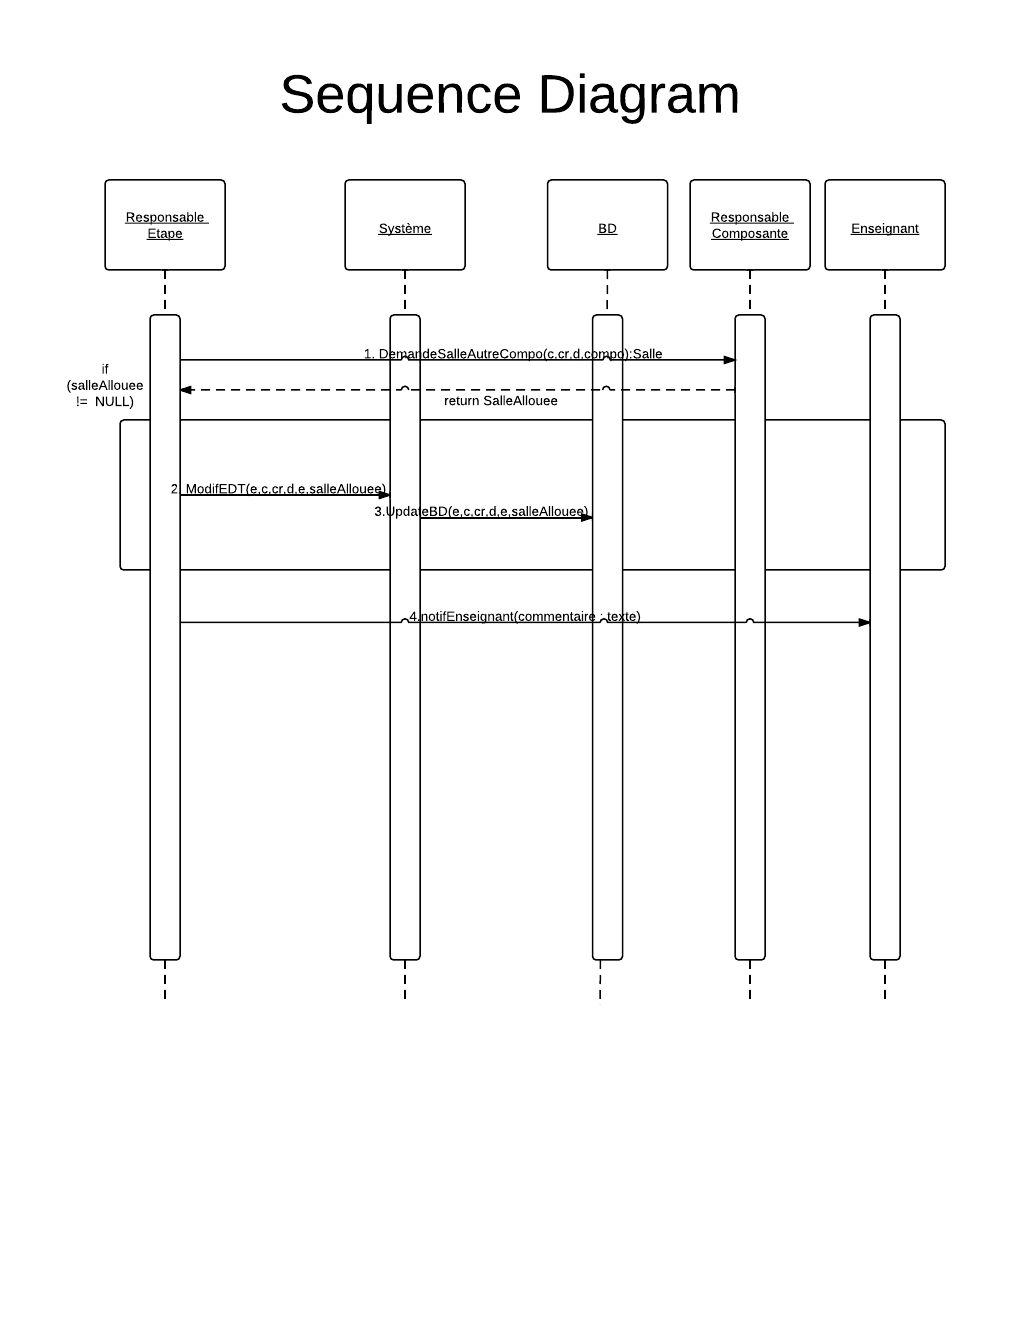 Sequence Diagram
Responsable
Etape
Système
BD
Responsable
Composante
Enseignant
1. DemandeSalleAutreCompo(c,cr,d,compo):Salle
if
(salleAllouee
!= NULL)
return SalleAllouee
2. ModifEDT(e,c,cr,d,e,salleAllouee)
3.UpdateBD(e,c,cr,d,e,salleAllouee)
4.notifEnseignant(commentaire : texte)